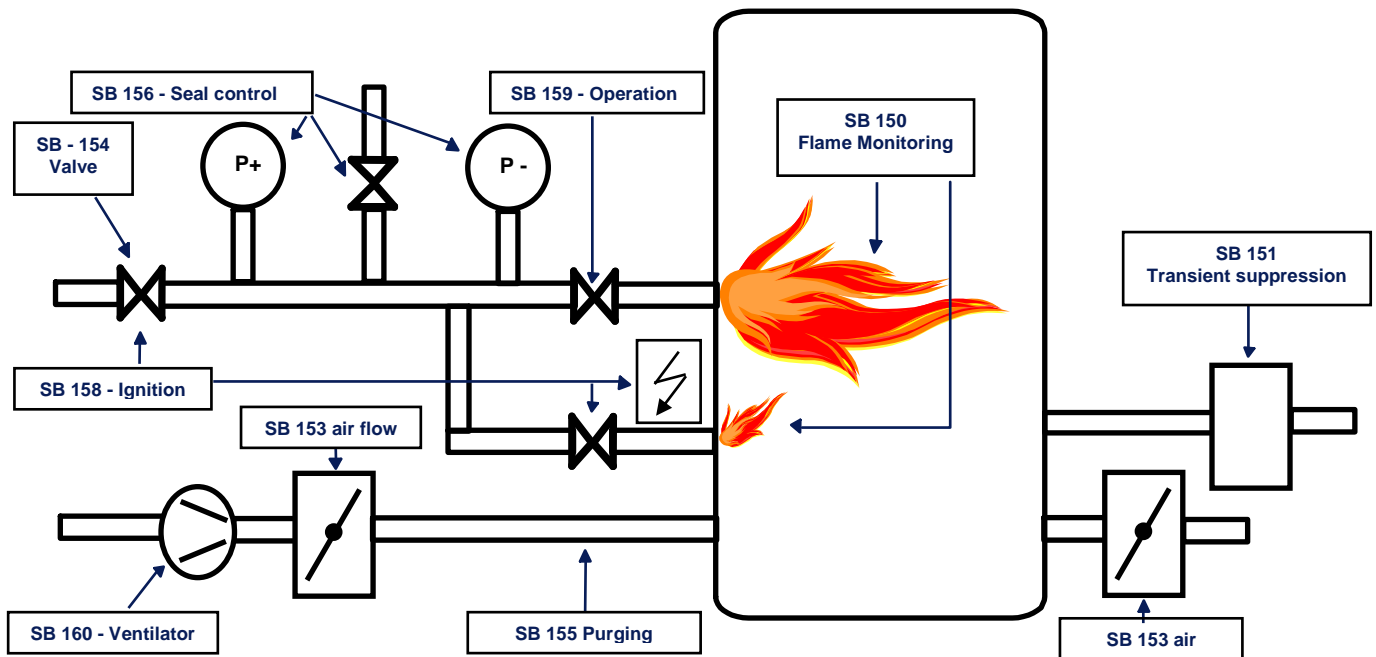 SB 156 - Seal control
SB 159 - Operation
SB 150
Flame Monitoring
SB - 154
Valve
P+
P -
SB 151
Transient suppression
SB 158 - Ignition
SB 153 air flow
SB 160 - Ventilator
SB 155 Purging
SB 153 air